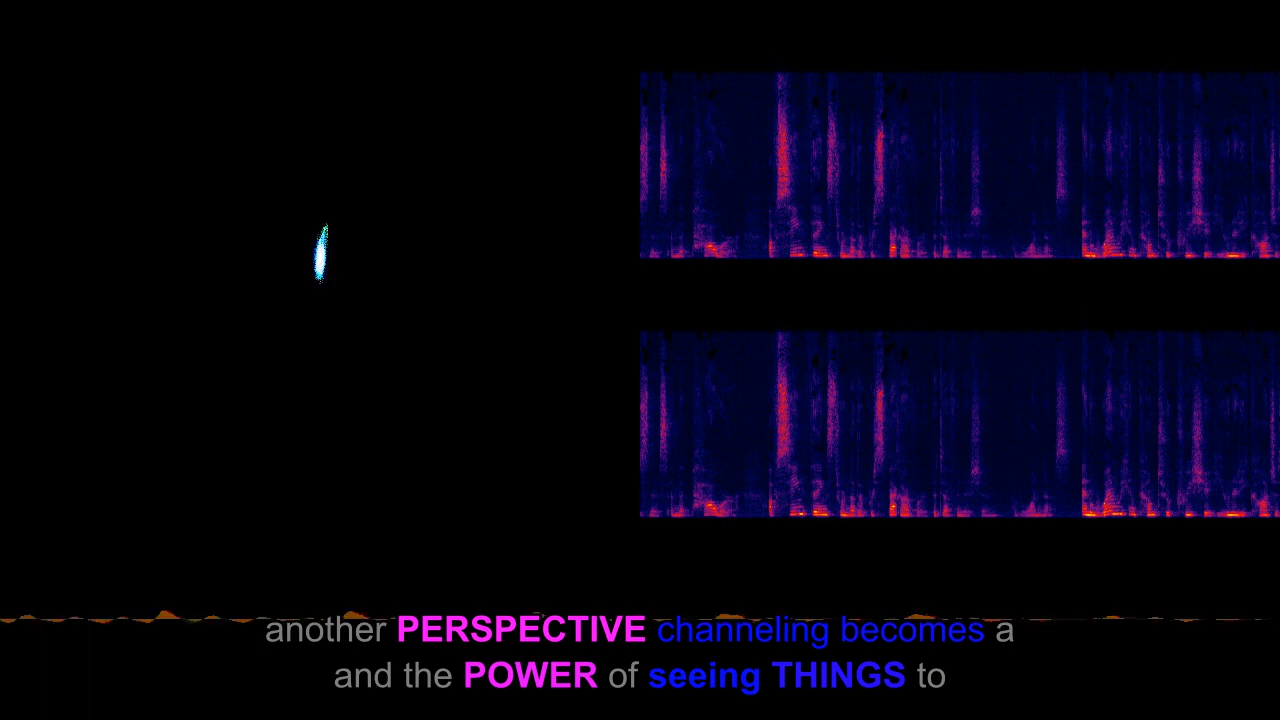 another PERSPECTIVE channeling becomes a
and the POWER of seeing THINGS to